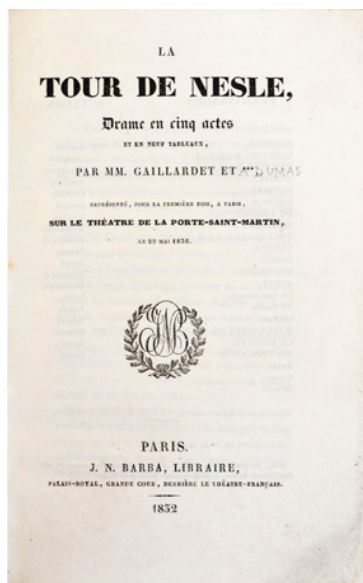 LA
TOUR DE NESLE,
Drame en cinq actes
ET EN NEUF TABLEAUX,
PAR MM. GAILLARDET ET *** A. DUMAS
REPRÉSENTÉ, POUR LA PREMIÈRE FOIS, A PARIS,
SUR LE THÉATRE DE LA PORTE-SAINT-MARTIN,
LE 29 MAI 1832.
JNB
PARIS.
J. N. BARBA, LIBRAIRE,
PALAIS-ROYAL, GRANDE COUR, DERRIÈRE LE THÉATRE-FRANÇAIS.
1832